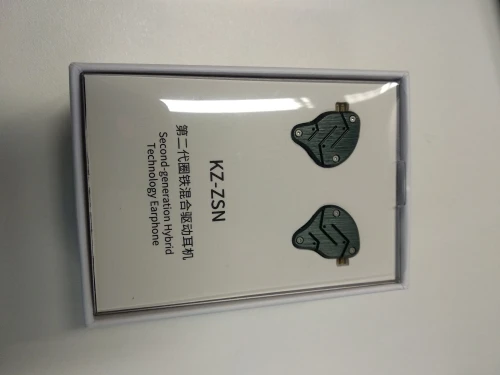 KZ-ZSN
第二代圈铁混合驱动耳机
Second-generation Hybrid
Technology Earphone